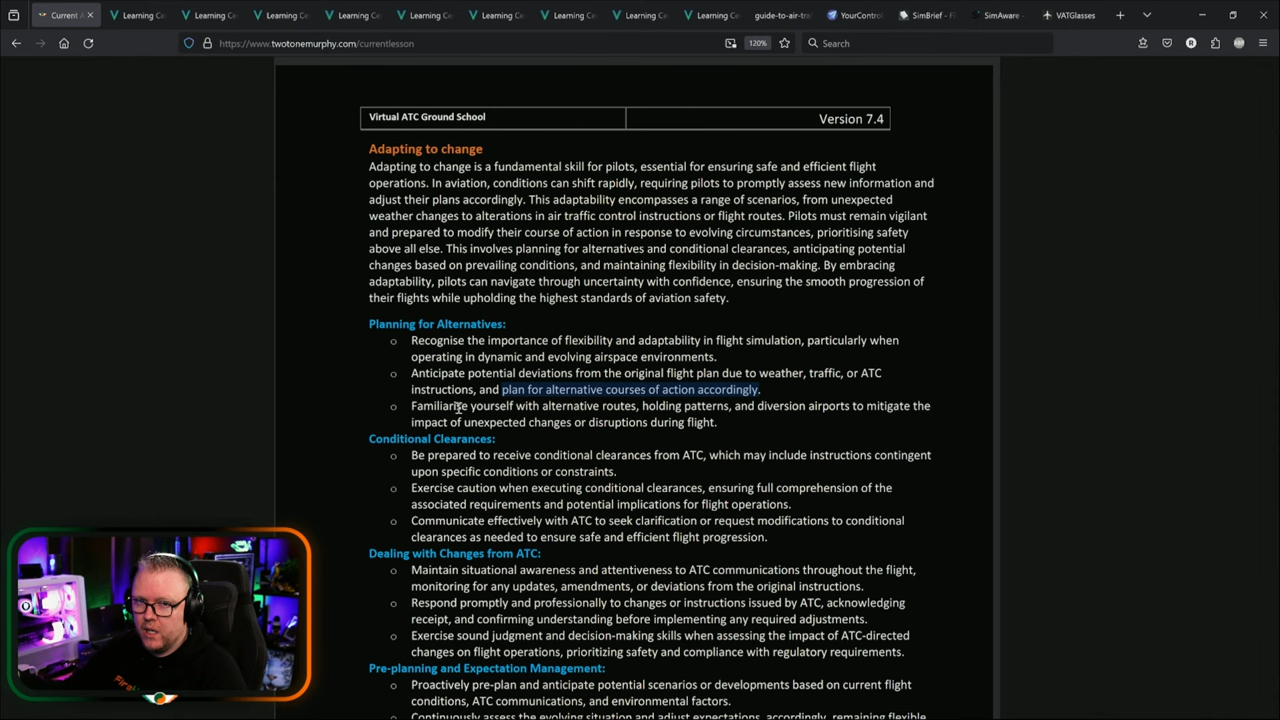 Current
Learning Ce
Learning Ce
Learning Ce
Learning Ce
Learning Ce
Learning Ce
Learning Ce
Learning Ce
Learning Ce
guide-to-air-tra
YourControl
SimBrief - Fl
SimAware
VATGlasses
https://www.twotonemurphy.com/currentlesson
120%
Search
Virtual ATC Ground School
Version 7.4
Adapting to change
Adapting to change is a fundamental skill for pilots, essential for ensuring safe and efficient flight
operations. In aviation, conditions can shift rapidly, requiring pilots to promptly assess new information and
adjust their plans accordingly. This adaptability encompasses a range of scenarios, from unexpected
weather changes to alterations in air traffic control instructions or flight routes. Pilots must remain vigilant
and prepared to modify their course of action in response to evolving circumstances, prioritising safety
above all else. This involves planning for alternatives and conditional clearances, anticipating potential
changes based on prevailing conditions, and maintaining flexibility in decision-making. By embracing
adaptability, pilots can navigate through uncertainty with confidence, ensuring the smooth progression of
their flights while upholding the highest standards of aviation safety.
Planning for Alternatives:
o Recognise the importance of flexibility and adaptability in flight simulation, particularly when
operating in dynamic and evolving airspace environments.
o Anticipate potential deviations from the original flight plan due to weather, traffic, or ATC
instructions, and plan for alternative courses of action accordingly.
o Familiarise yourself with alternative routes, holding patterns, and diversion airports to mitigate the
impact of unexpected changes or disruptions during flight.
Conditional Clearances:
o Be prepared to receive conditional clearances from ATC, which may include instructions contingent
upon specific conditions or constraints.
o Exercise caution when executing conditional clearances, ensuring full comprehension of the
associated requirements and potential implications for flight operations.
o Communicate effectively with ATC to seek clarification or request modifications to conditional
clearances as needed to ensure safe and efficient flight progression.
Dealing with Changes from ATC:
o Maintain situational awareness and attentiveness to ATC communications throughout the flight,
monitoring for any updates, amendments, or deviations from the original instructions.
o Respond promptly and professionally to changes or instructions issued by ATC, acknowledging
receipt, and confirming understanding before implementing any required adjustments.
o Exercise sound judgment and decision-making skills when assessing the impact of ATC-directed
changes on flight operations, prioritizing safety and compliance with regulatory requirements.
Pre-planning and Expectation Management:
o Proactively pre-plan and anticipate potential scenarios or developments based on current flight
conditions, ATC communications, and environmental factors.
o Continuously assess the evolving situation and adjust expectations, accordingly, remaining flexible